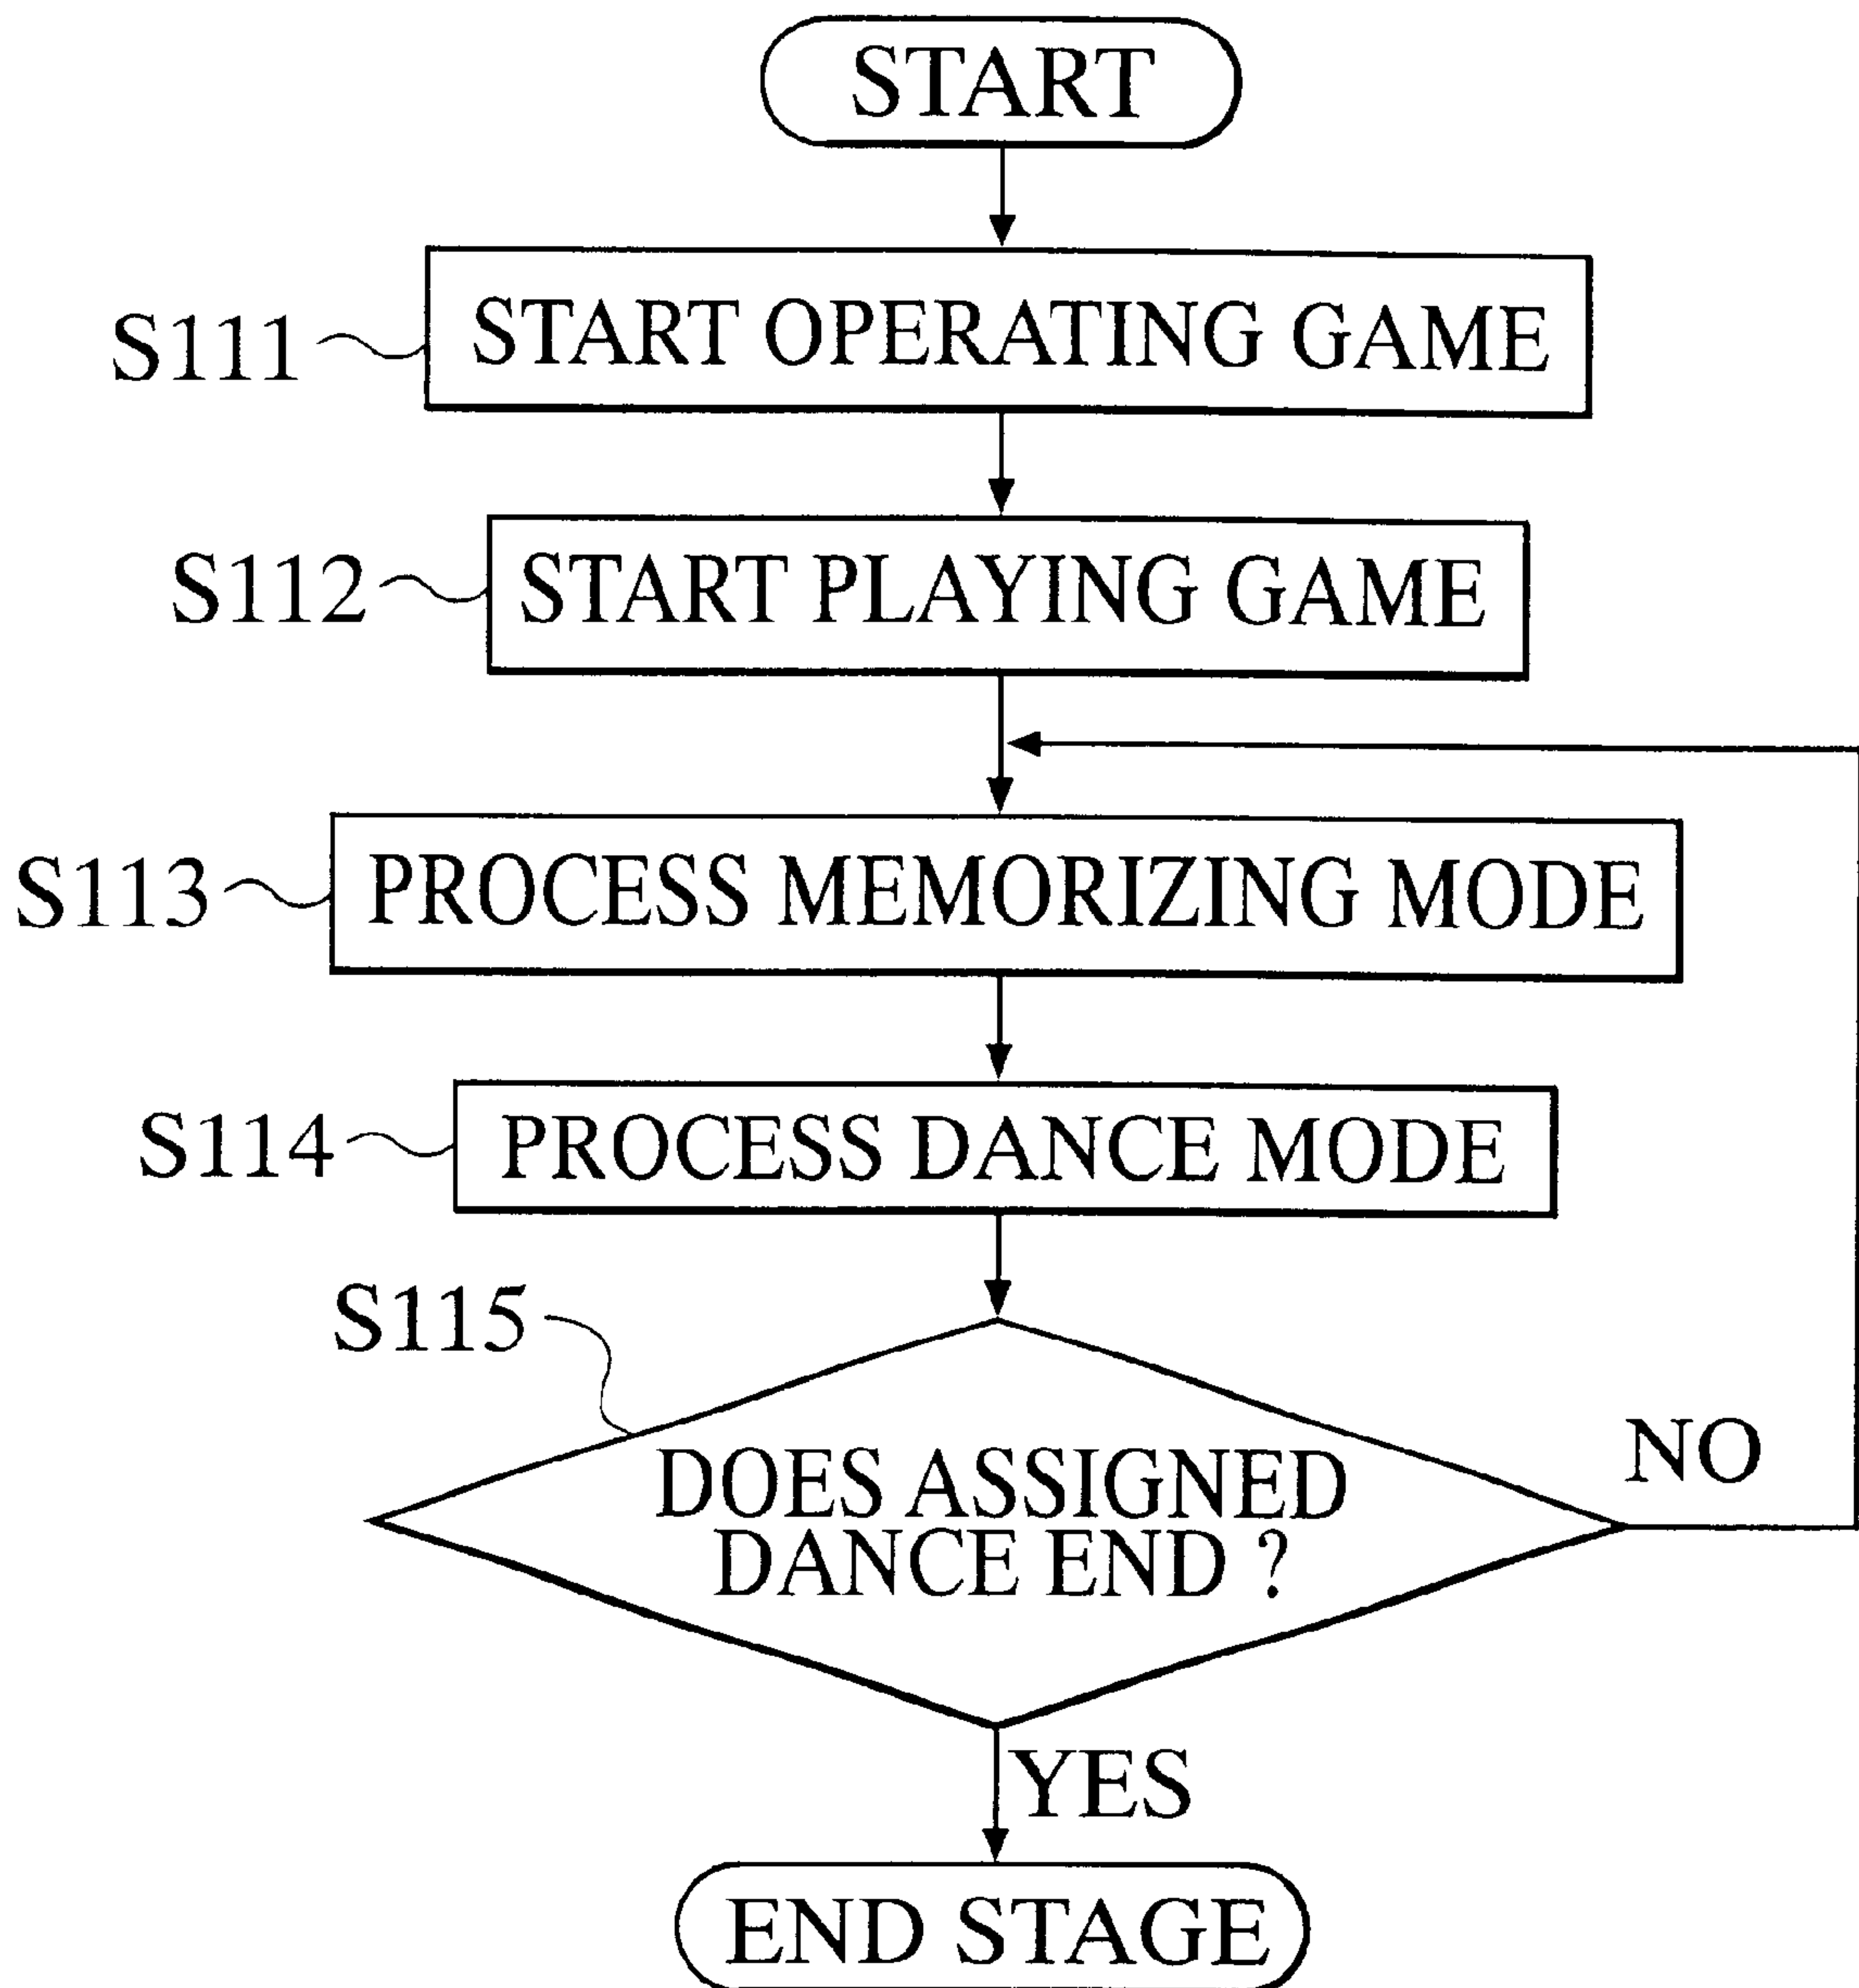 START
S111
START OPERATING GAME
S112
START PLAYING GAME
S113
PROCESS MEMORIZING MODE
S114
PROCESS DANCE MODE
S115
DOES ASSIGNED
DANCE END ?
NO
YES
END STAGE